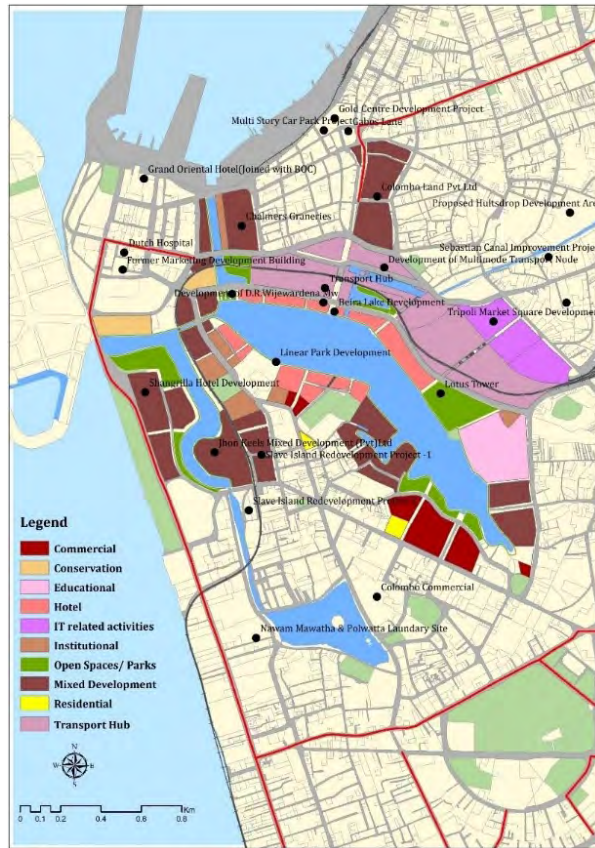 Gold Centre Development Project
Multi Story Car Park Project
Gabos Lane
Grand Oriental Hotel(Joined with BOC)
Colombo Land Pvt Ltd
Proposed Hultsdrop Development Area
Chalmers Graneries
Dutch Hospital
Sebastian Canal Improvement Project
Former Marketing Development Building
Development of Multimode Transport Node
Transport Hub
Development of D.R.Wijewardena Mw
Beira Lake Development
Tripoli Market Square Development
Linear Park Development
Shangrilla Hotel Development
Lotus Tower
Jhon Keels Mixed Development (Pvt)Ltd
Slave Island Redevelopment Project -1
Slave Island Redevelopment Project
Colombo Commercial
Nawam Mawatha & Polwatta Laundary Site
Legend
Commercial
Conservation
Educational
Hotel
IT related activities
Institutional
Open Spaces/ Parks
Mixed Development
Residential
Transport Hub
N
W
E
S
Km
0 0.1 0.2 0.4 0.6 0.8